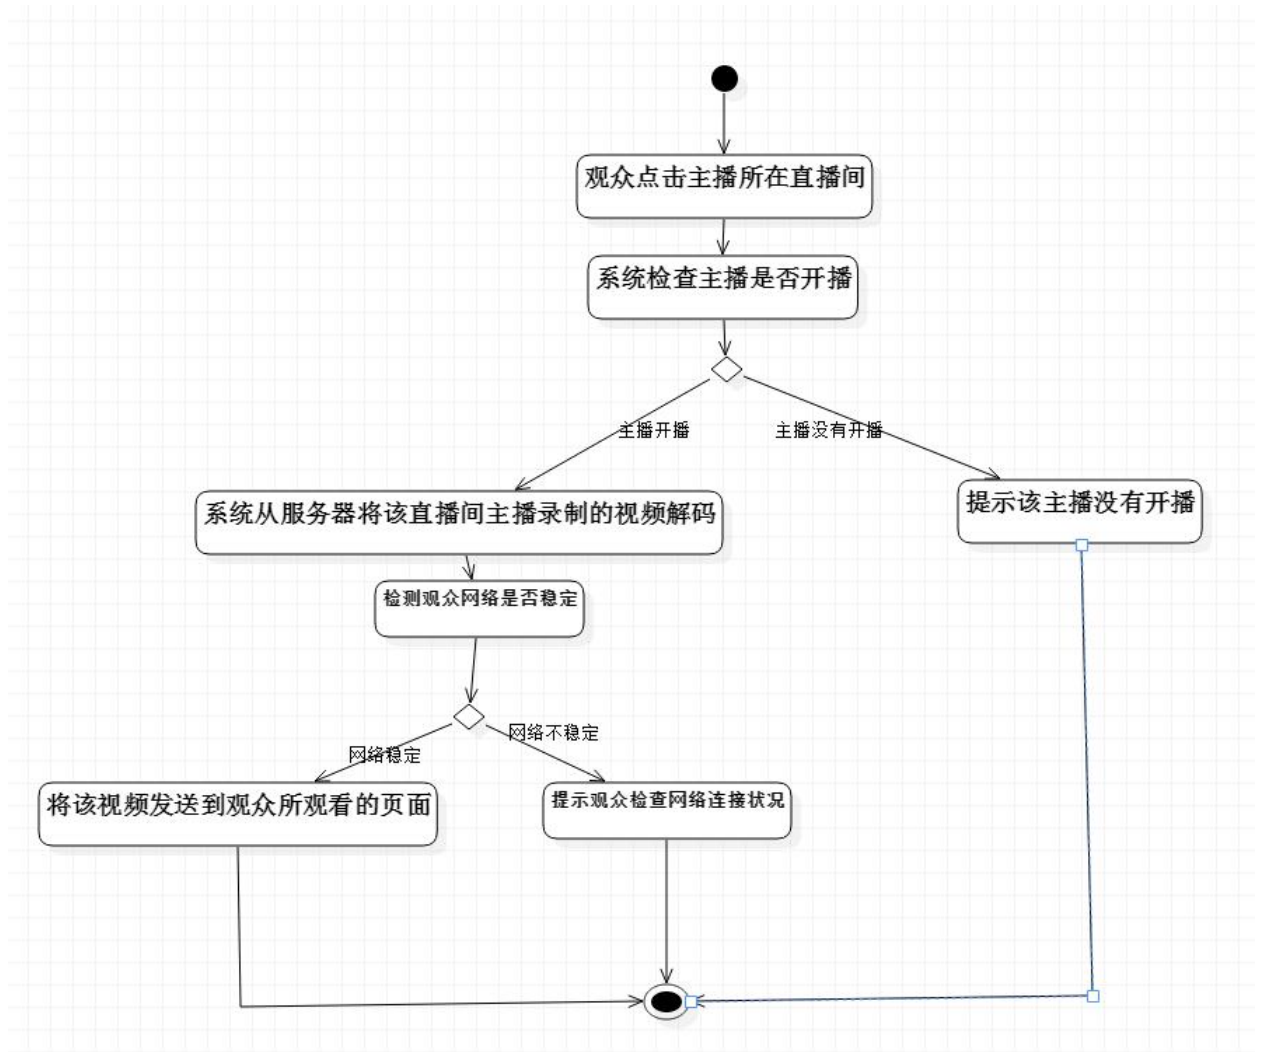 观众点击主播所在直播间
系统检查主播是否开播
主播开播
主播没有开播
系统从服务器将该直播间主播录制的视频解码
提示该主播没有开播
检测观众网络是否稳定
网络稳定
网络不稳定
将该视频发送到观众所观看的页面
提示观众检查网络连接状况